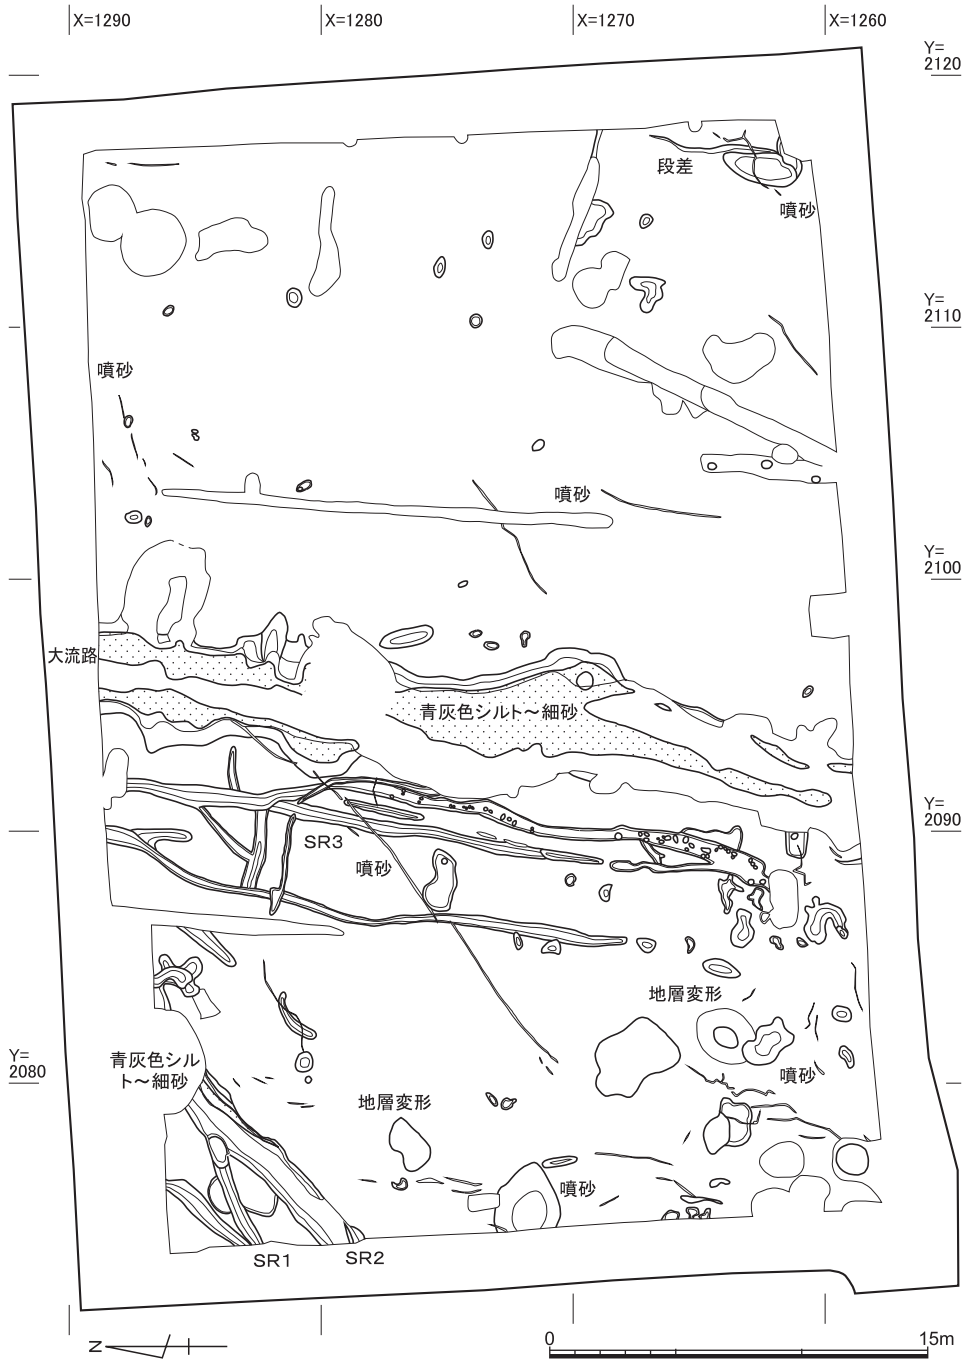 X=1290
X=1280
X=1270
X=1260
Y=
2120
段差
噴砂
Y=
2110
噴砂
噴砂
Y=
2100
大流路
青灰色シルト～細砂
Y=
2090
SR3
噴砂
地層変形
Y=
2080
青灰色シル
ト～細砂
噴砂
地層変形
噴砂
SR1
SR2
N
0
15m